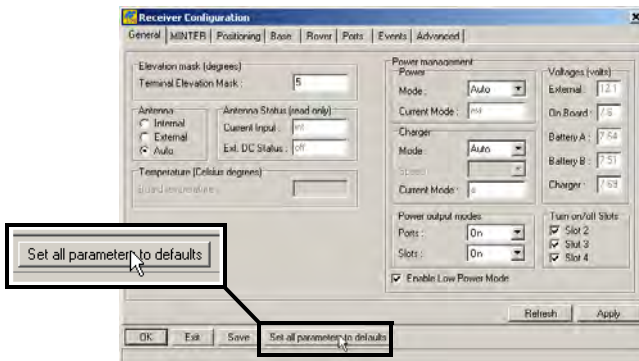 Receiver Configuration
General MINTER Positioning Base Rover Ports Events Advanced
Elevation mask (degrees)
Terminal Elevation Mask : 5
Antenna
Internal
External
Auto
Antenna Status (read only)
Current Input : int
Ext. DC Status : off
Temperature (Celsius degrees)
Board temperature :
Power management
Power
Mode : Auto
Current Mode : ext
Charger
Mode : Auto
Speed
Current Mode :
Voltages (volts)
External : 12.1
On Board : 7.6
Battery A : 7.64
Battery B : 7.51
Charger : 7.63
Power output modes
Ports : On
Slots : On
Turn on/off Slots
Slot 2
Slot 3
Slot 4
Enable Low Power Mode
Refresh Apply
OK Exit Save Set all parameters to defaults
Set all parameters to defaults